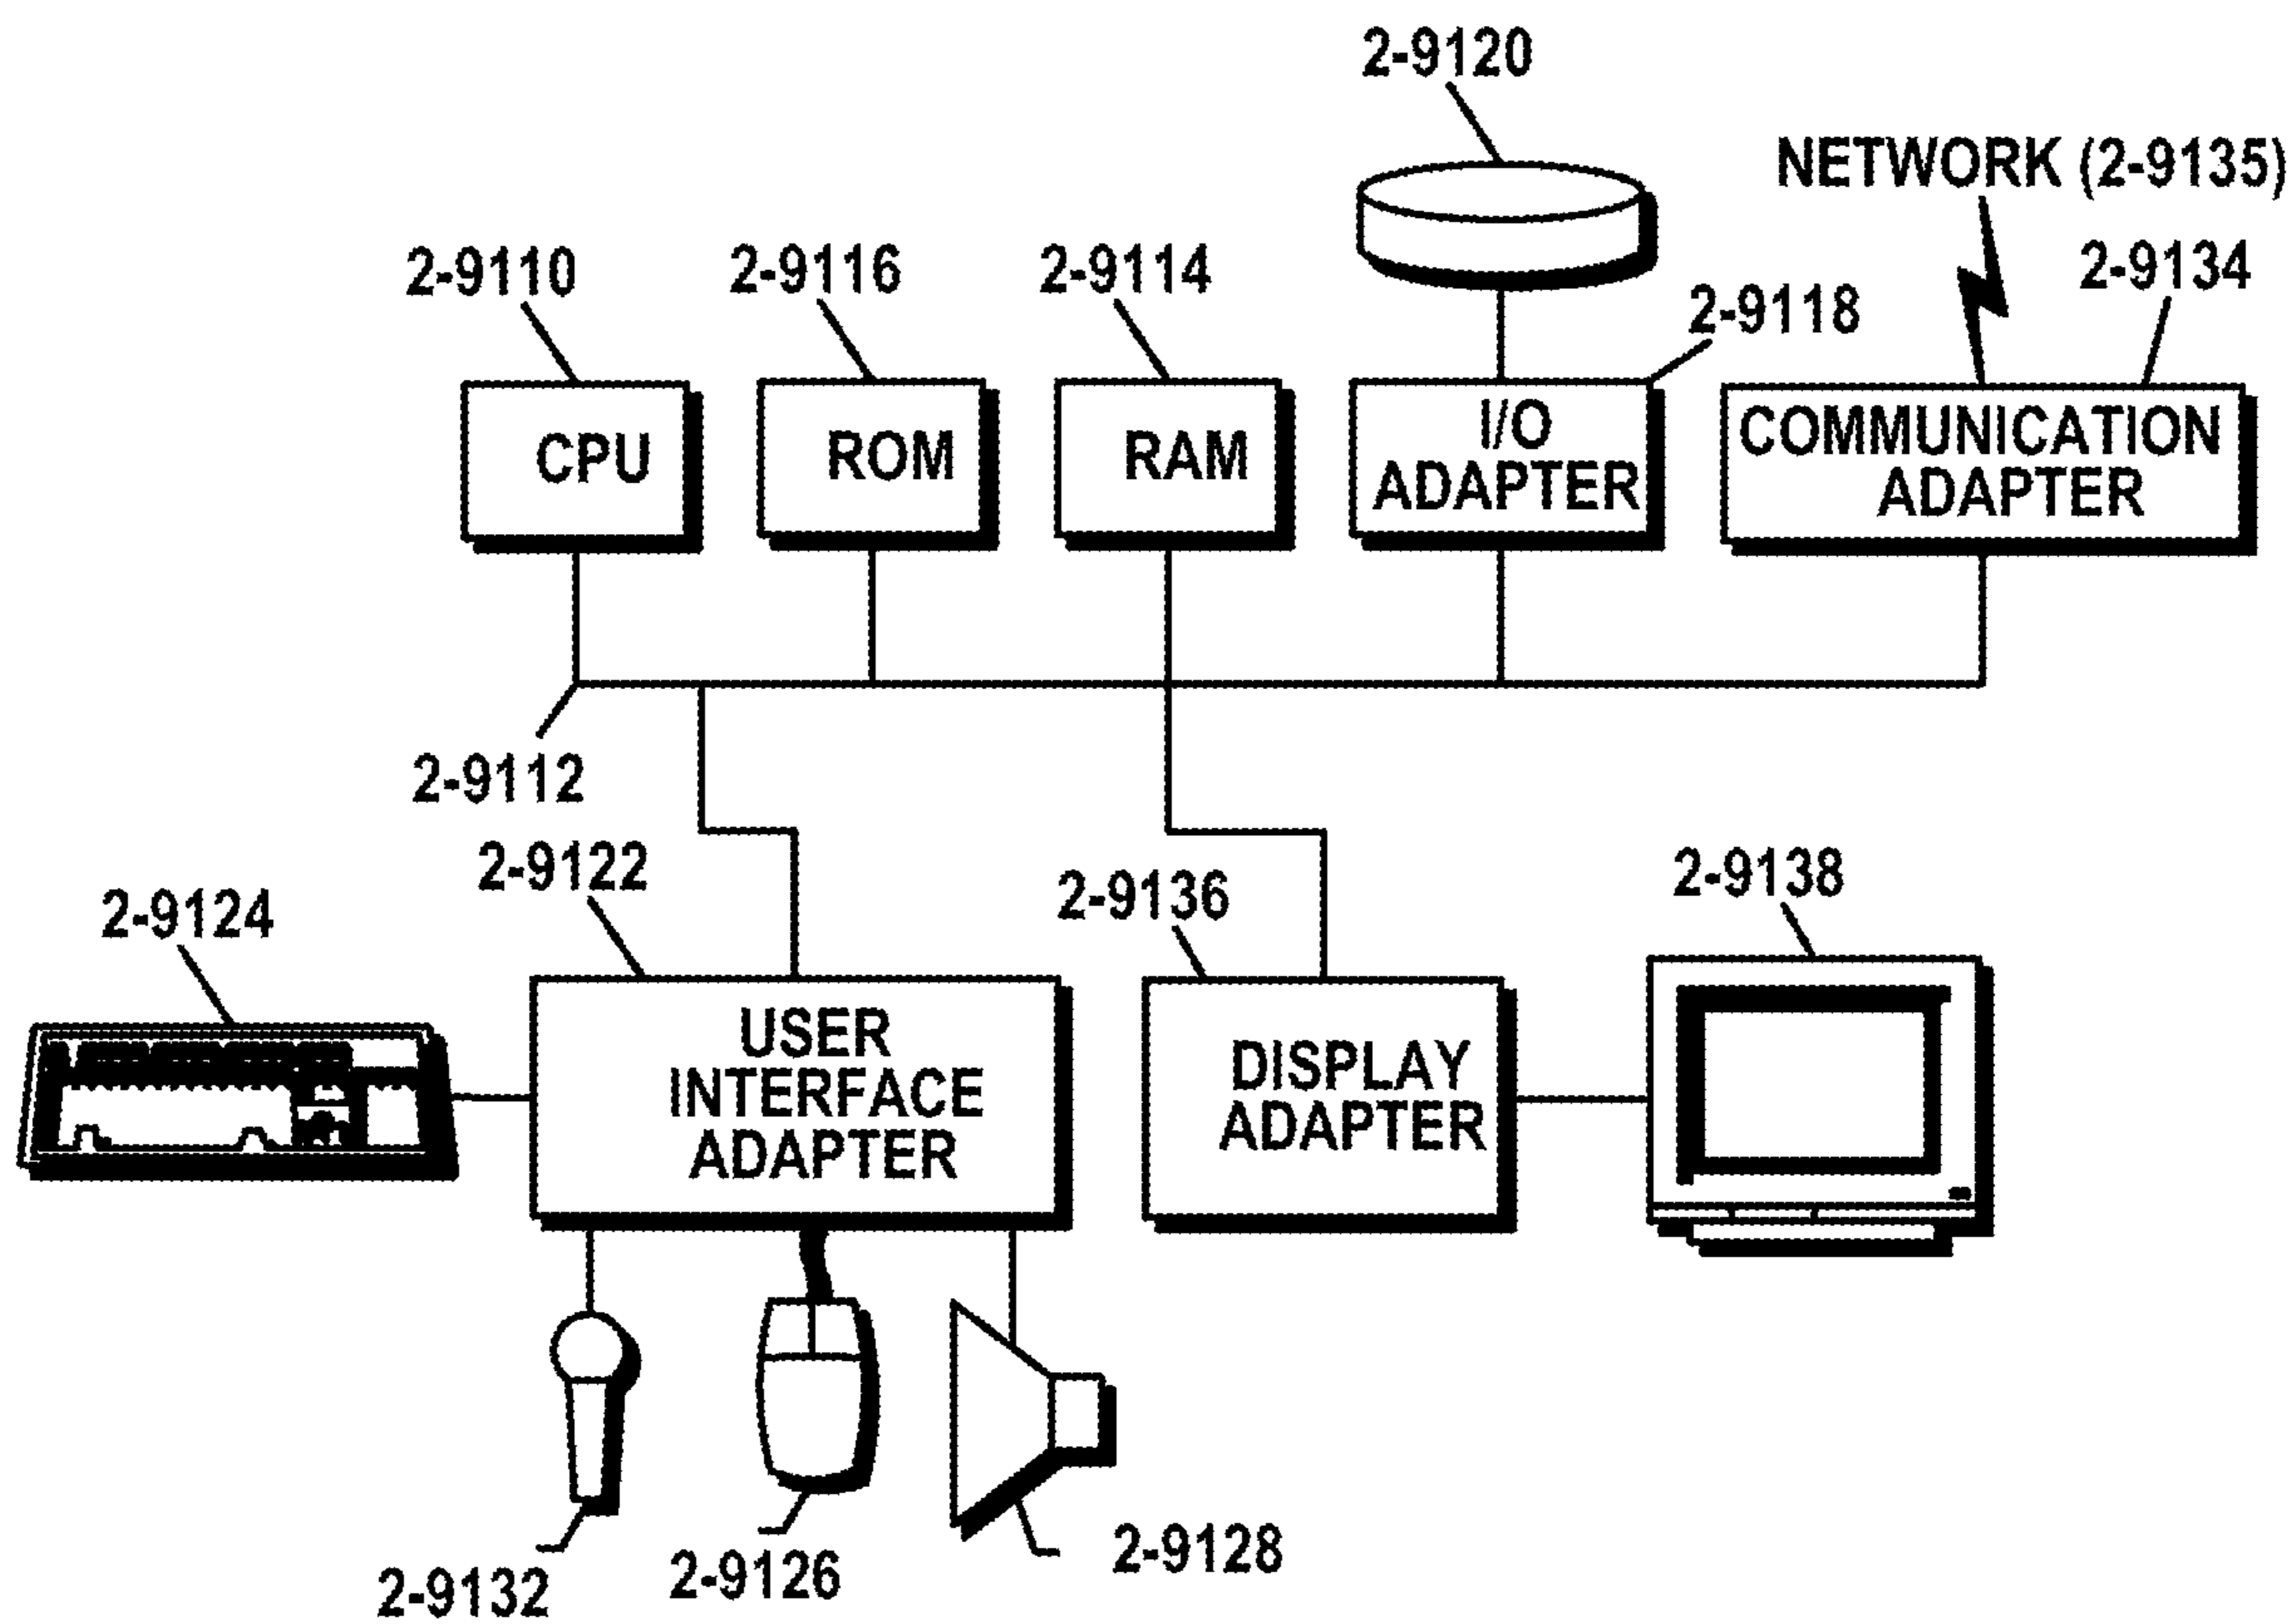 2-9120
NETWORK (2-9135)
2-9110
2-9116
2-9114
2-9134
2-9118
CPU
ROM
RAM
I/O
ADAPTER
COMMUNICATION
ADAPTER
2-9112
2-9122
2-9136
2-9138
2-9124
USER
INTERFACE
ADAPTER
DISPLAY
ADAPTER
2-9132
2-9126
2-9128